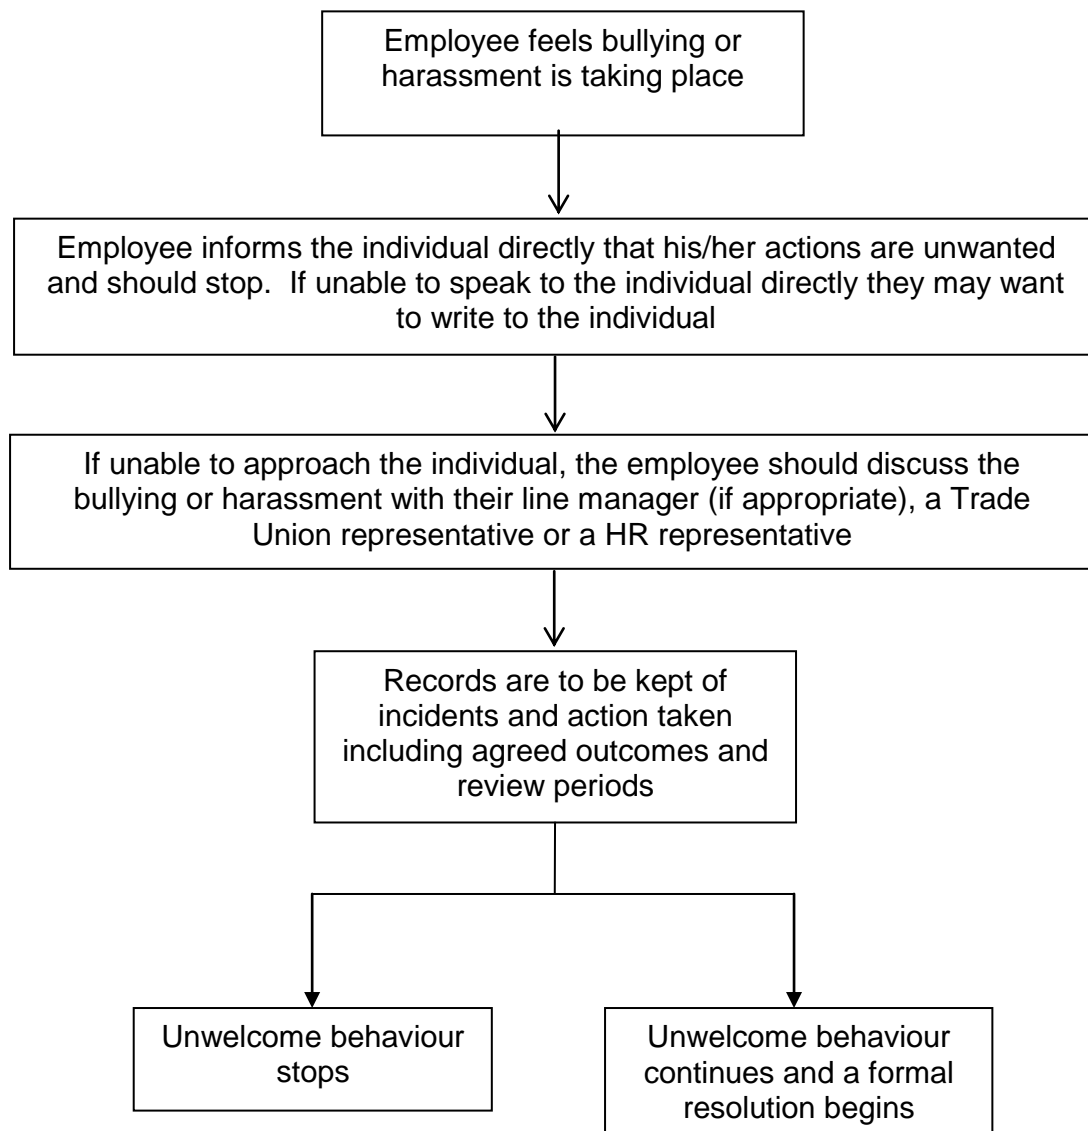 Employee feels bullying or
harassment is taking place
Employee informs the individual directly that his/her actions are unwanted
and should stop.  If unable to speak to the individual directly they may want
to write to the individual
If unable to approach the individual, the employee should discuss the
bullying or harassment with their line manager (if appropriate), a Trade
Union representative or a HR representative
Records are to be kept of
incidents and action taken
including agreed outcomes and
review periods
Unwelcome behaviour
stops
Unwelcome behaviour
continues and a formal
resolution begins